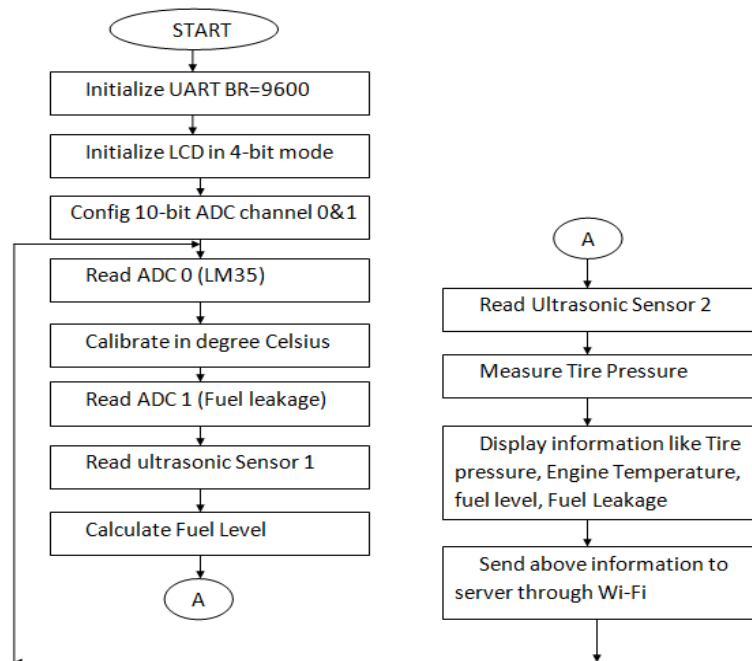 START
Initialize UART BR=9600
Initialize LCD in 4-bit mode
Config 10-bit ADC channel 0&1
Read ADC 0 (LM35)
Calibrate in degree Celsius
Read ADC 1 (Fuel leakage)
Read ultrasonic Sensor 1
Calculate Fuel Level
A
A
Read Ultrasonic Sensor 2
Measure Tire Pressure
Display information like Tire
pressure, Engine Temperature,
fuel level, Fuel Leakage
Send above information to
server through Wi-Fi